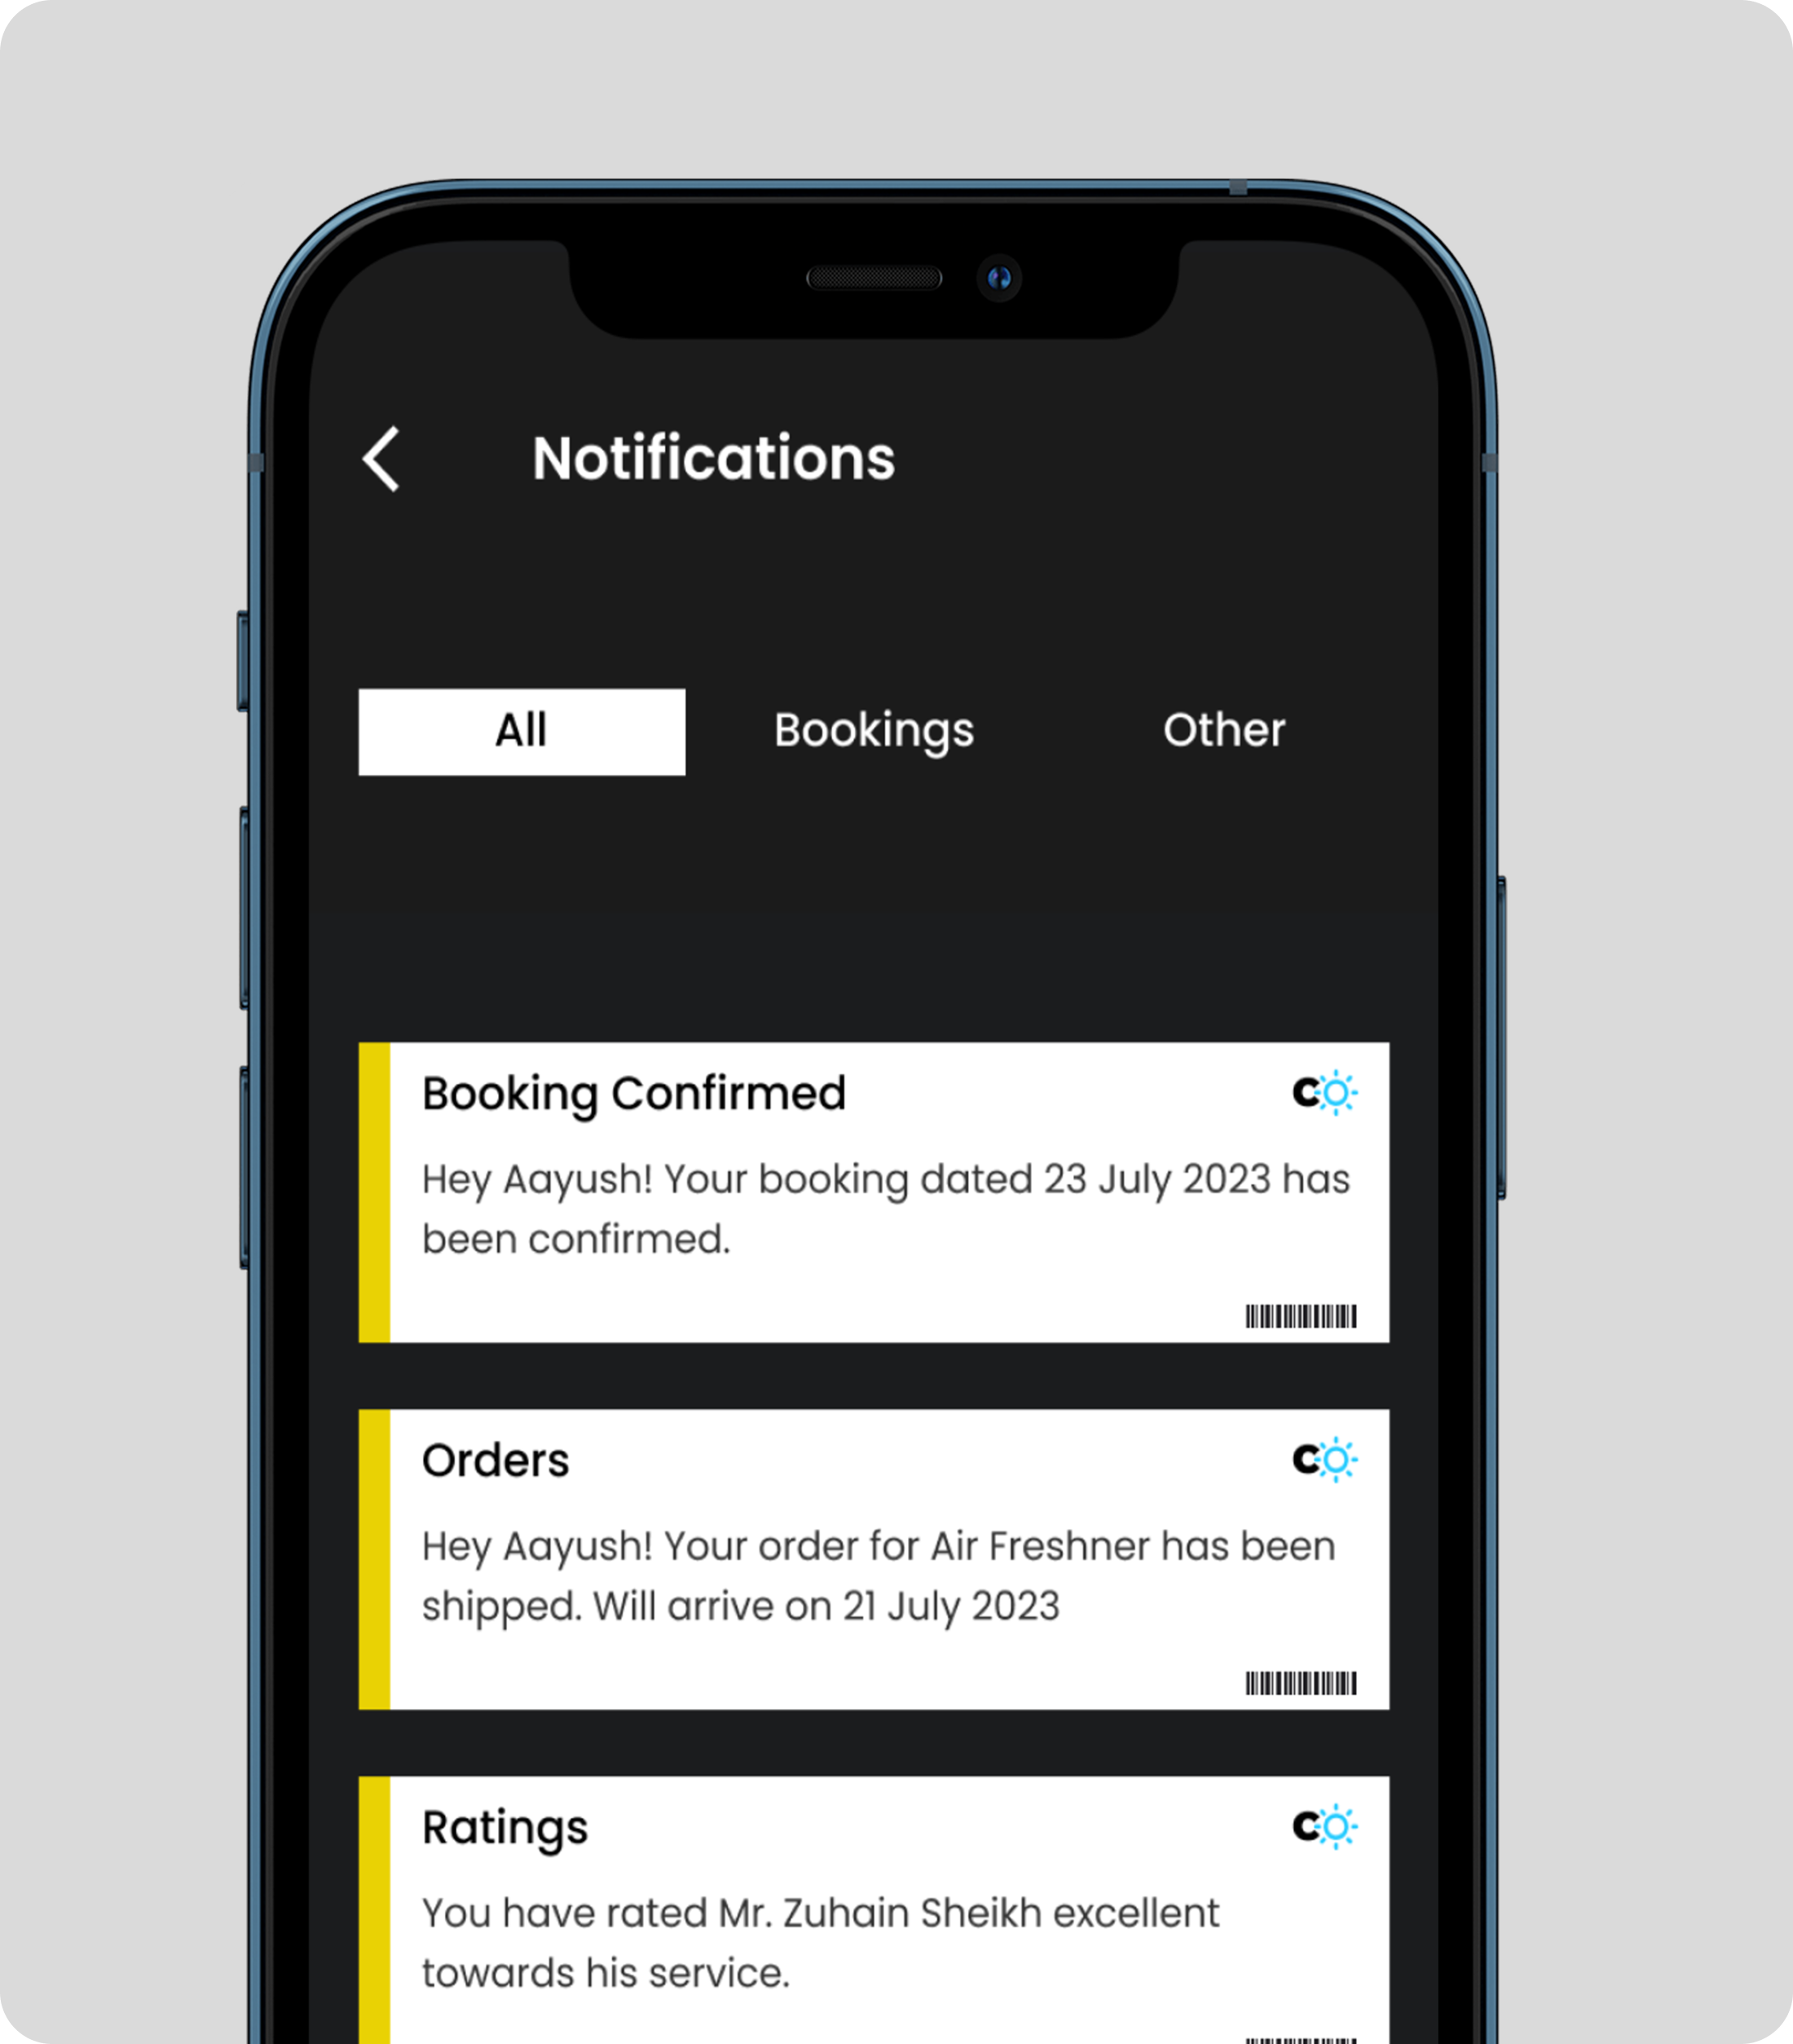 Notifications
All Bookings Other
Booking Confirmed
Hey Aayush! Your booking dated 23 July 2023 has
been confirmed.
Orders
Hey Aayush! Your order for Air Freshner has been
shipped. Will arrive on 21 July 2023
Ratings
You have rated Mr. Zuhain Sheikh excellent
towards his service.